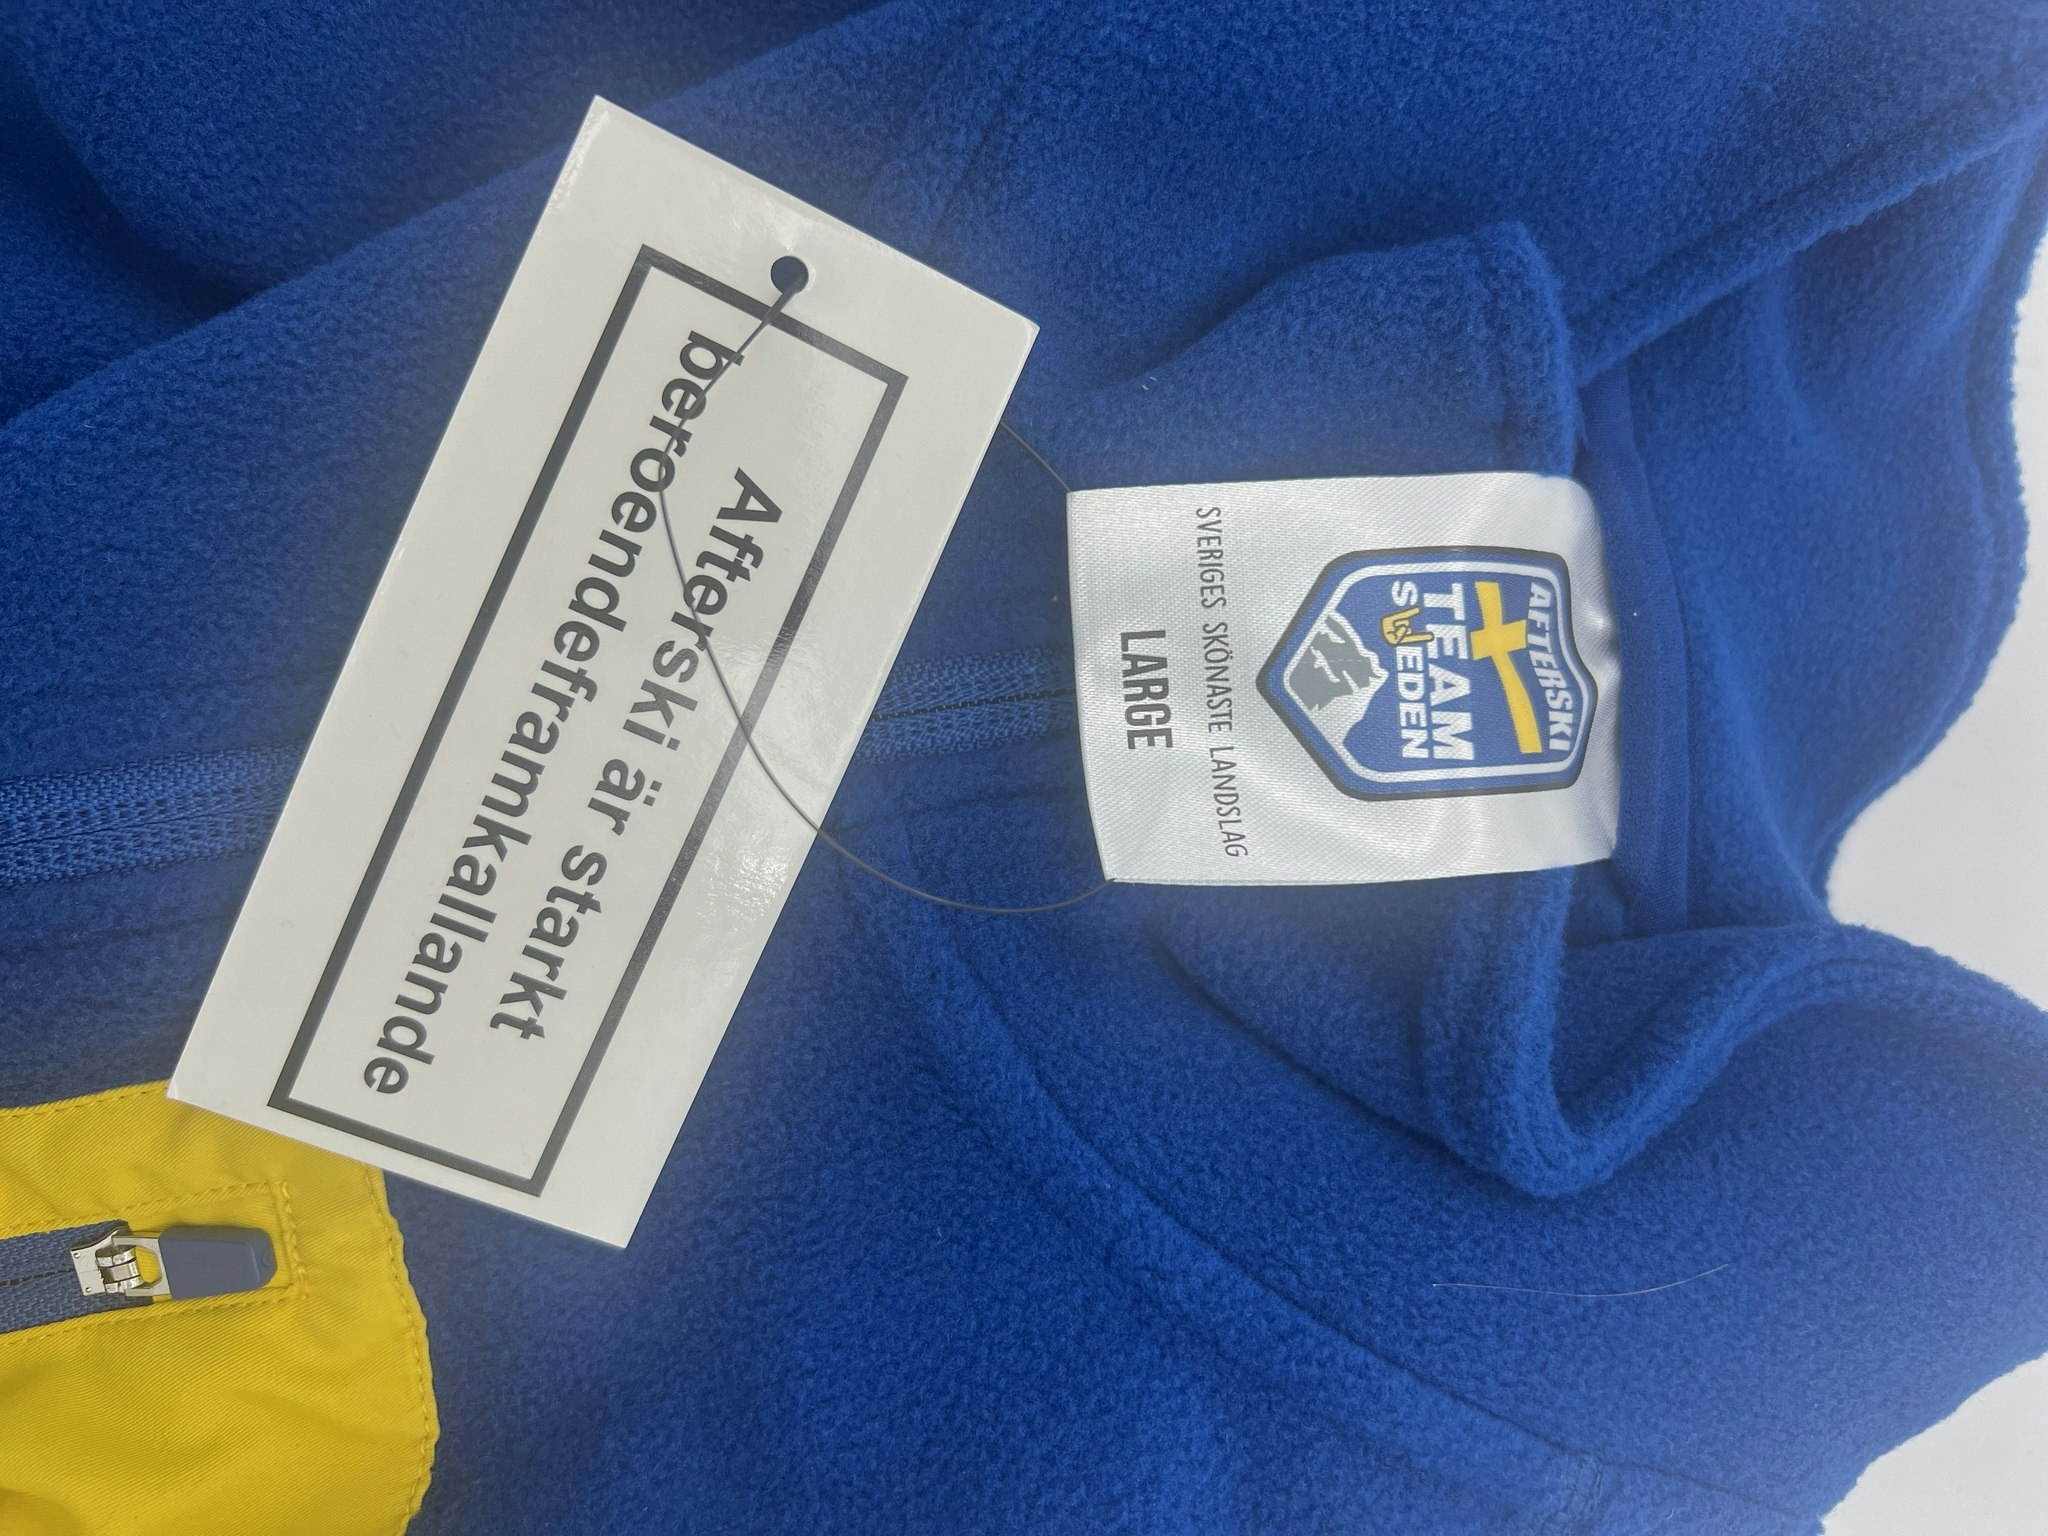 Afterski är starkt
beroendeframkallande
AFTERSKI
TEAM
SWEDEN
SVERIGES SKÖNASTE LANDSLAG
LARGE